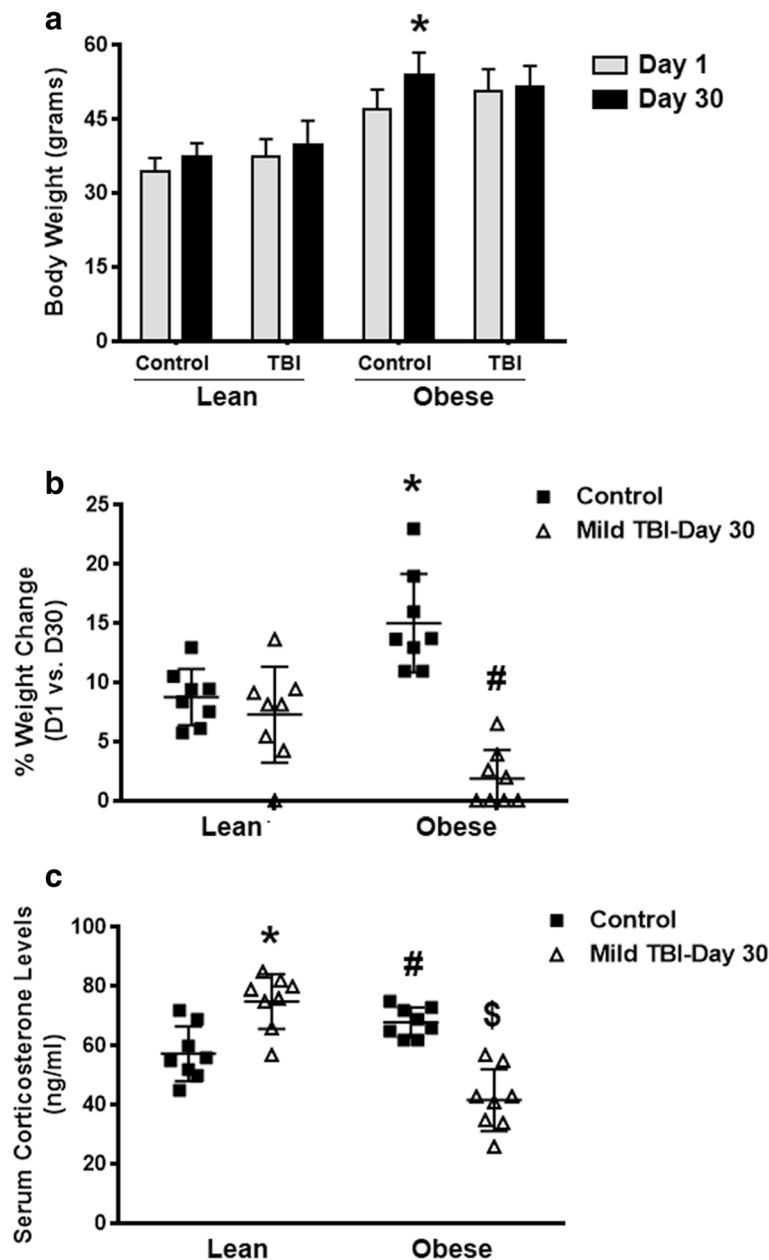 a
60
45
30
15
0
Body Weight (grams)
*
Day 1
Day 30
Control TBI Control TBI
Lean Obese
b
25
20
15
10
5
0
% Weight Change
(D1 vs. D30)
*
#
Control
Mild TBI-Day 30
Lean Obese
c
100
80
60
40
20
0
Serum Corticosterone Levels
(ng/ml)
*
#
$
Control
Mild TBI-Day 30
Lean Obese